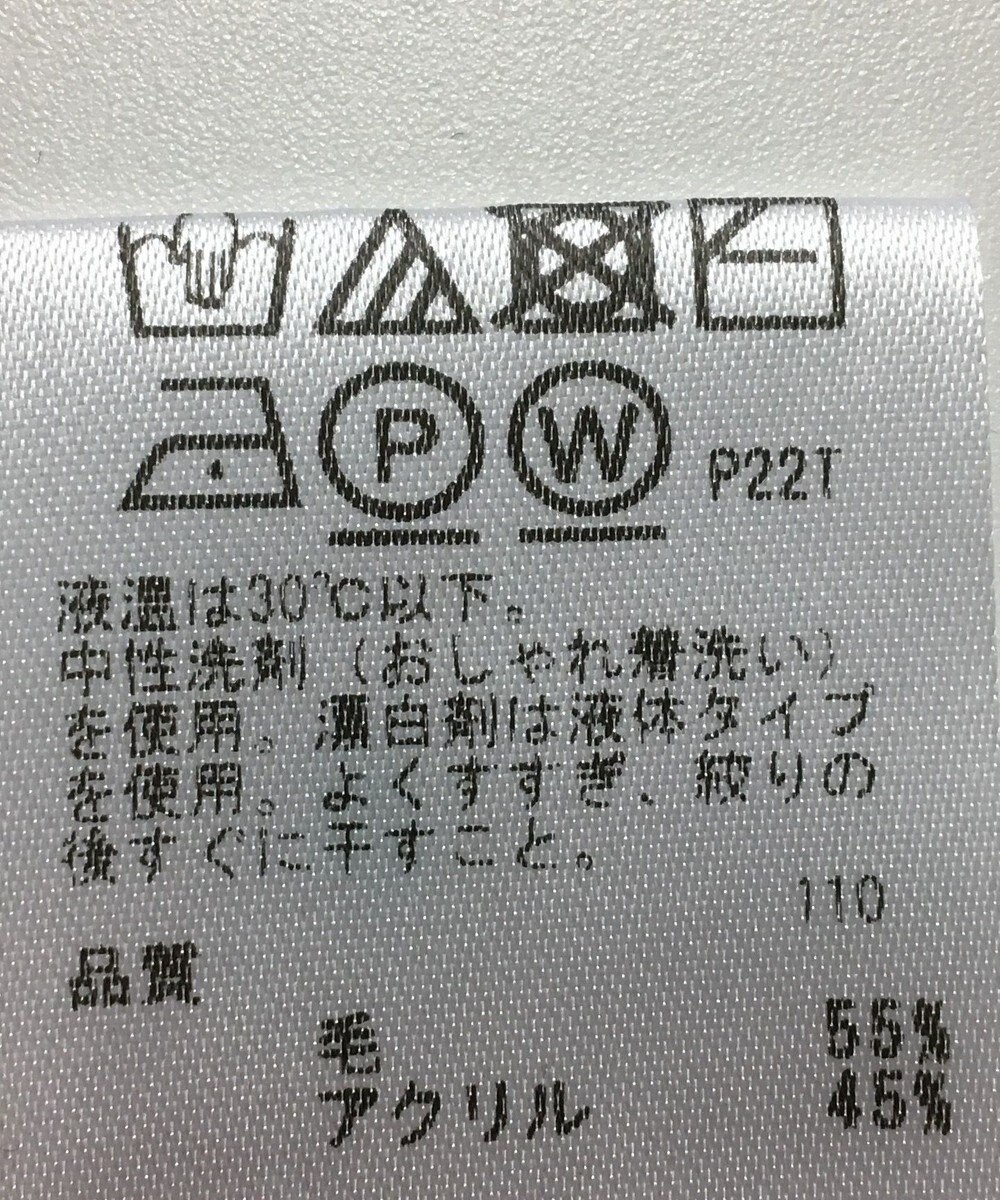 P W P22T
液温は30℃以下。
中性洗剤（おしゃれ着洗い）
を使用。漂白剤は液体タイプ
を使用。よくすすぎ、絞りの
後すぐに干すこと。
110
品質
毛 55%
アクリル 45%